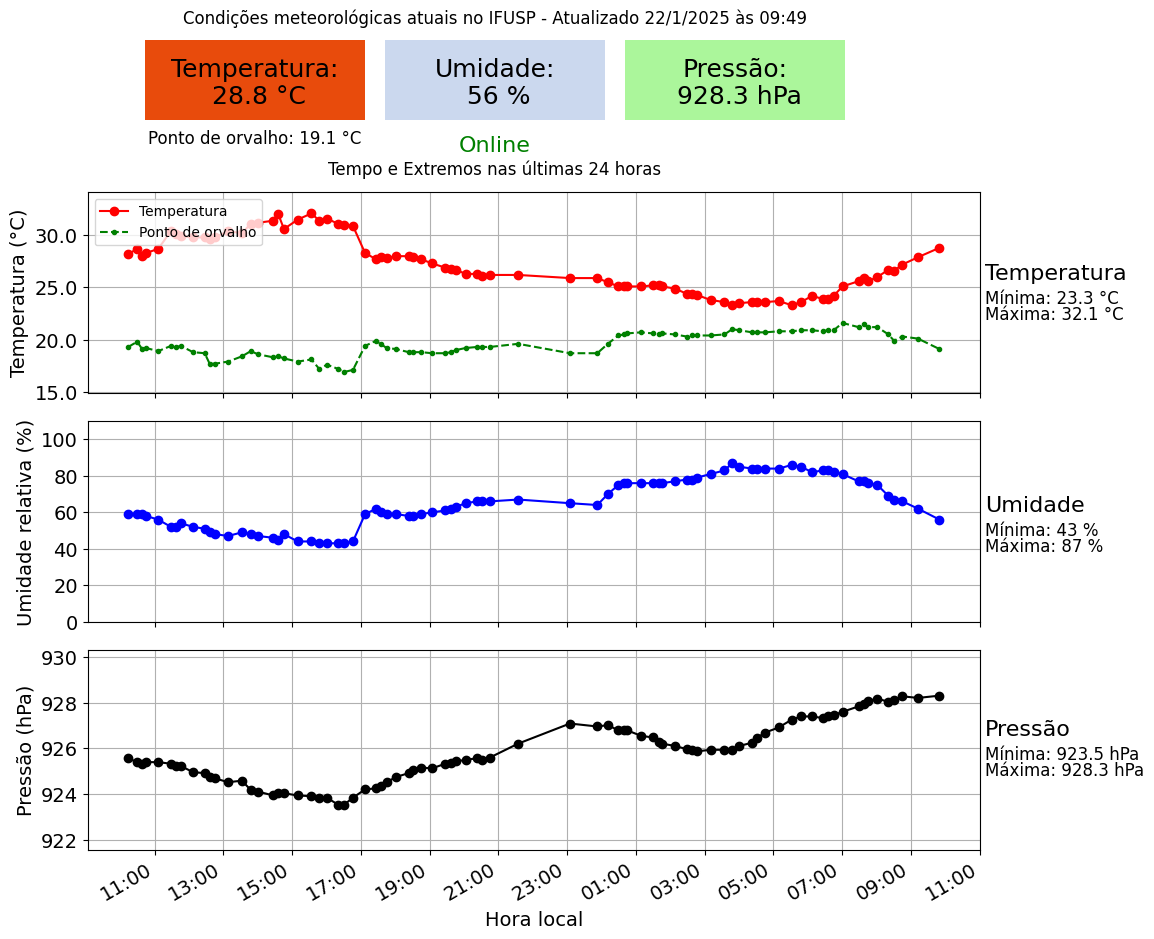 Condições meteorológicas atuais no IFUSP - Atualizado 22/1/2025 às 09:49
Temperatura:
28.8 °C
Umidade:
56 %
Pressão:
928.3 hPa
Ponto de orvalho: 19.1 °C
Online
Tempo e Extremos nas últimas 24 horas
Temperatura (°C)
30.0
25.0
20.0
15.0
Temperatura
Ponto de orvalho
Temperatura
Mínima: 23.3 °C
Máxima: 32.1 °C
Umidade relativa (%)
100
80
60
40
20
0
Umidade
Mínima: 43 %
Máxima: 87 %
Pressão (hPa)
930
928
926
924
922
Pressão
Mínima: 923.5 hPa
Máxima: 928.3 hPa
11:00 13:00 15:00 17:00 19:00 21:00 23:00 01:00 03:00 05:00 07:00 09:00 11:00
Hora local